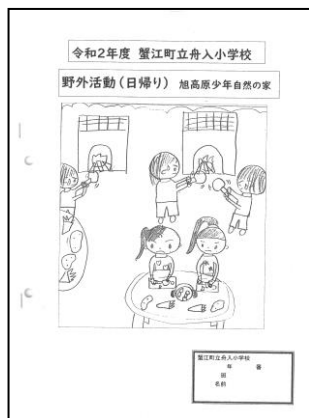 令和2年度 蟹江町立舟入小学校
野外活動(日帰り) 旭高原少年自然の家
蟹江町立舟入小学校
年 番
班
名前